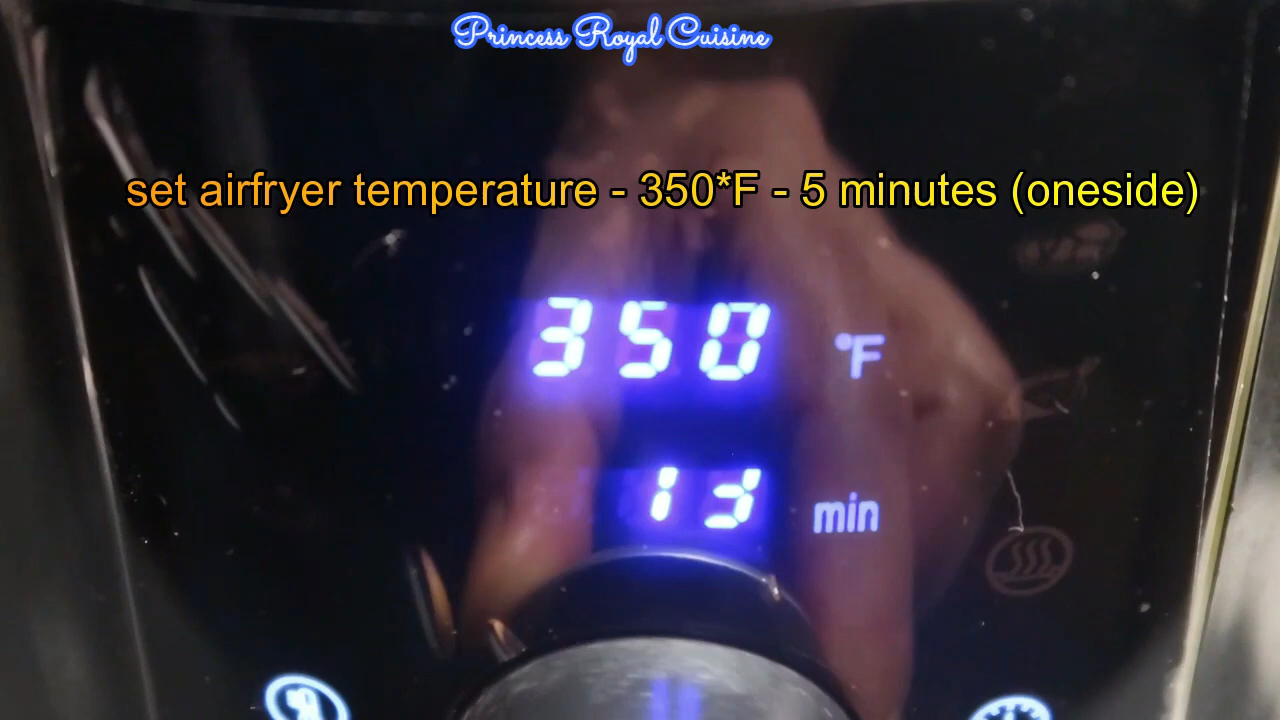 Princess Royal Cuisine
set airfryer temperature - 350*F - 5 minutes (oneside)
350 °F
13 min